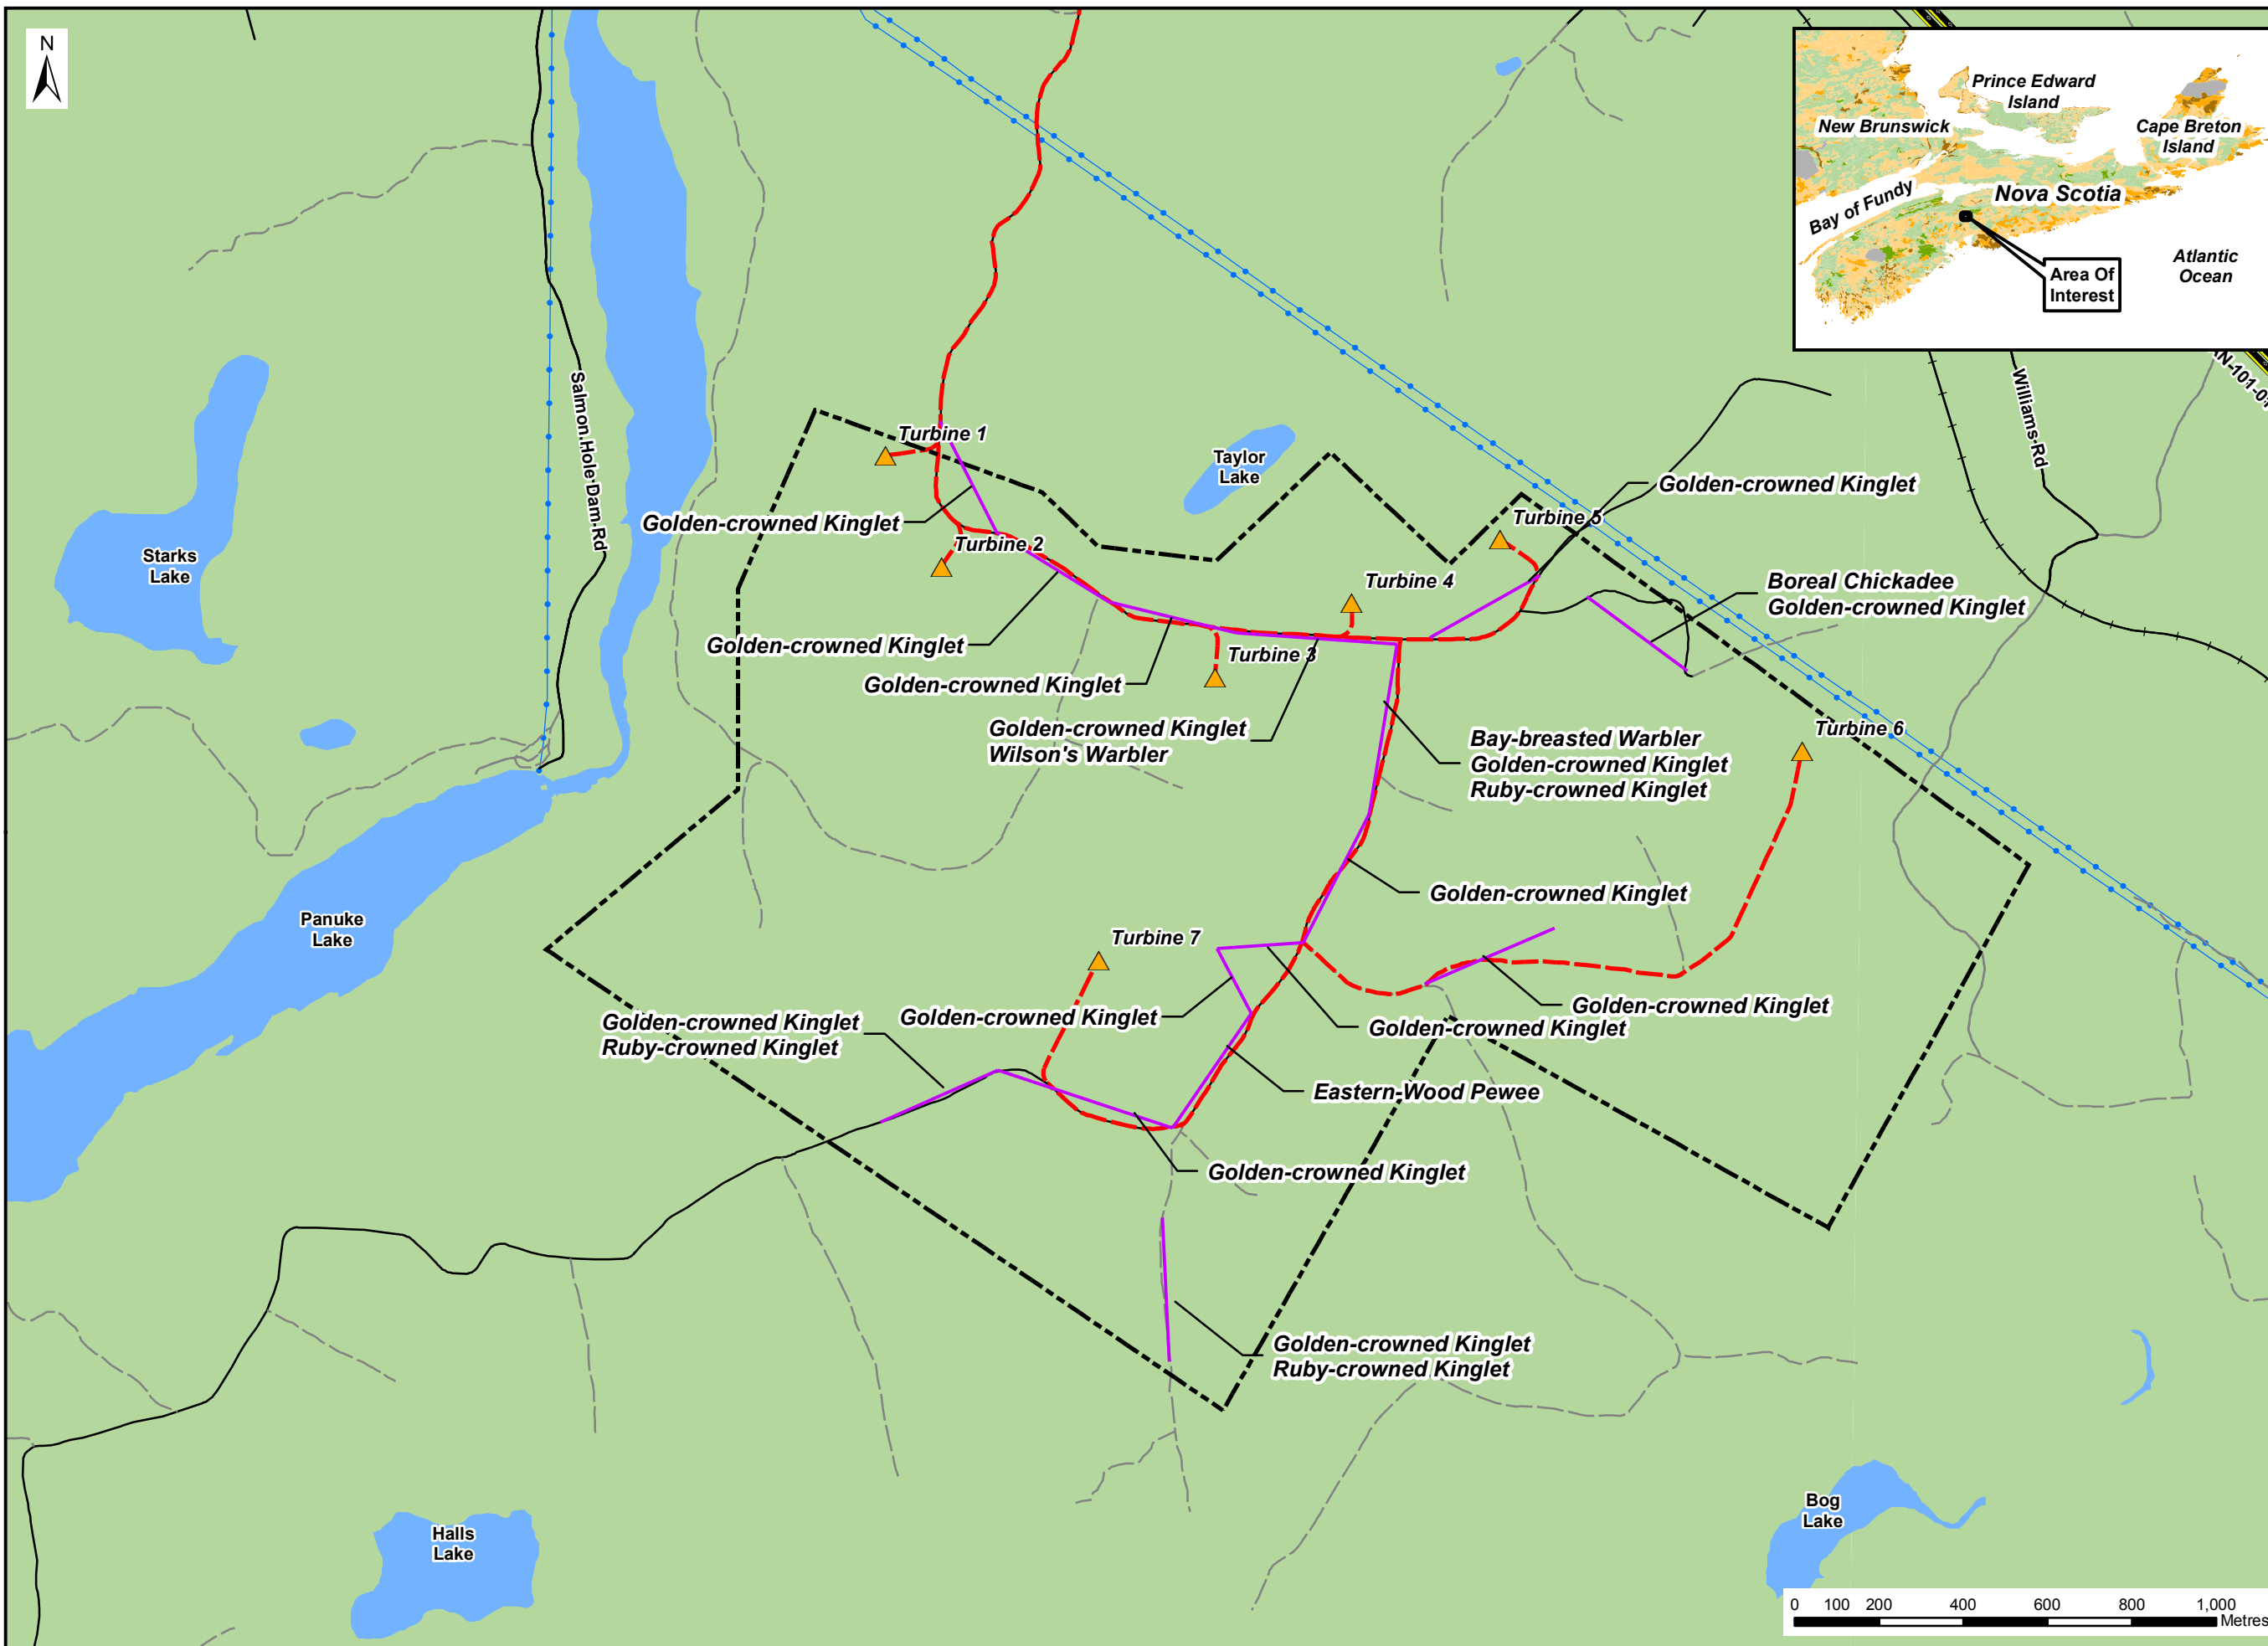 N
Prince Edward
Island
New Brunswick
Cape Breton
Island
Bay of Fundy
Nova Scotia
Atlantic
Ocean
Area Of
Interest
Williams Rd
Salmon Hole Dam Rd
Turbine 1
Taylor
Lake
Golden-crowned Kinglet
Golden-crowned Kinglet
Turbine 5
Turbine 2
Starks
Lake
Turbine 4
Boreal Chickadee
Golden-crowned Kinglet
Golden-crowned Kinglet
Turbine 3
Golden-crowned Kinglet
Golden-crowned Kinglet
Wilson's Warbler
Bay-breasted Warbler
Golden-crowned Kinglet
Ruby-crowned Kinglet
Turbine 6
Golden-crowned Kinglet
Panuke
Lake
Turbine 7
Golden-crowned Kinglet
Golden-crowned Kinglet
Golden-crowned Kinglet
Golden-crowned Kinglet
Ruby-crowned Kinglet
Eastern-Wood Pewee
Golden-crowned Kinglet
Golden-crowned Kinglet
Ruby-crowned Kinglet
Halls
Lake
Bog
Lake
0 100 200 400 600 800 1,000
Metres